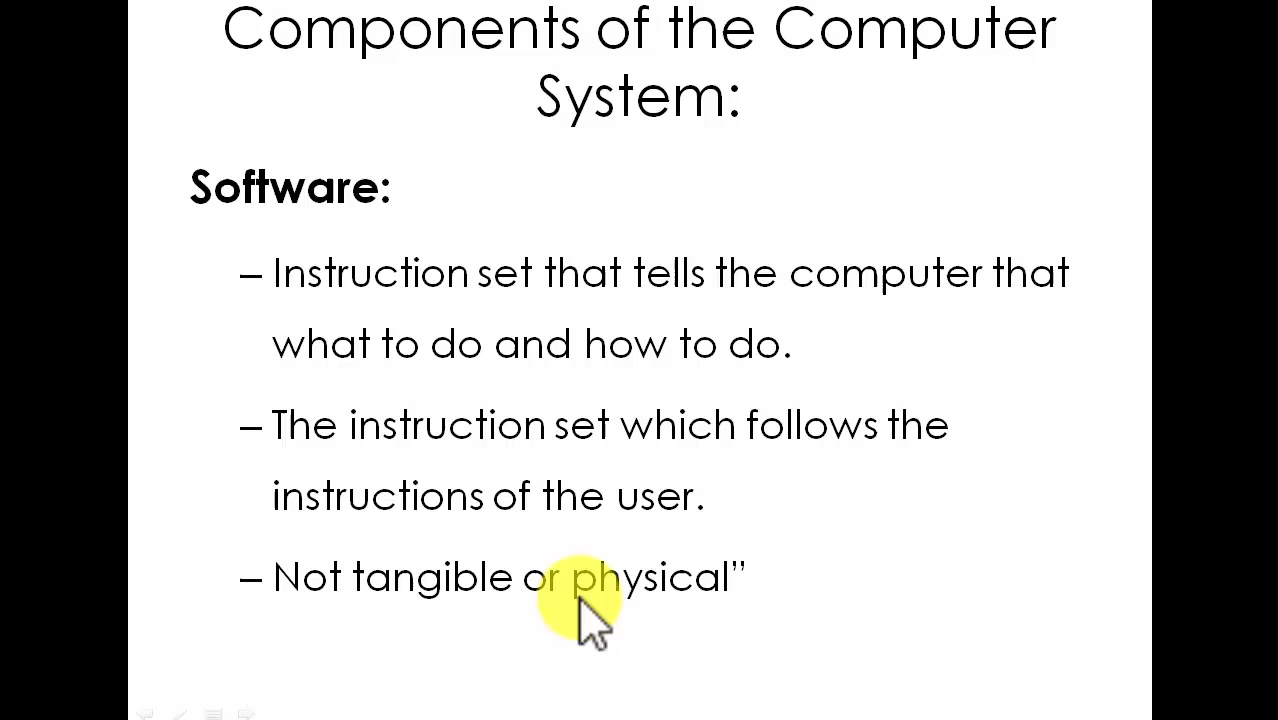 Components of the Computer
System:
Software:
– Instruction set that tells the computer that
what to do and how to do.
– The instruction set which follows the
instructions of the user.
– Not tangible or physical”